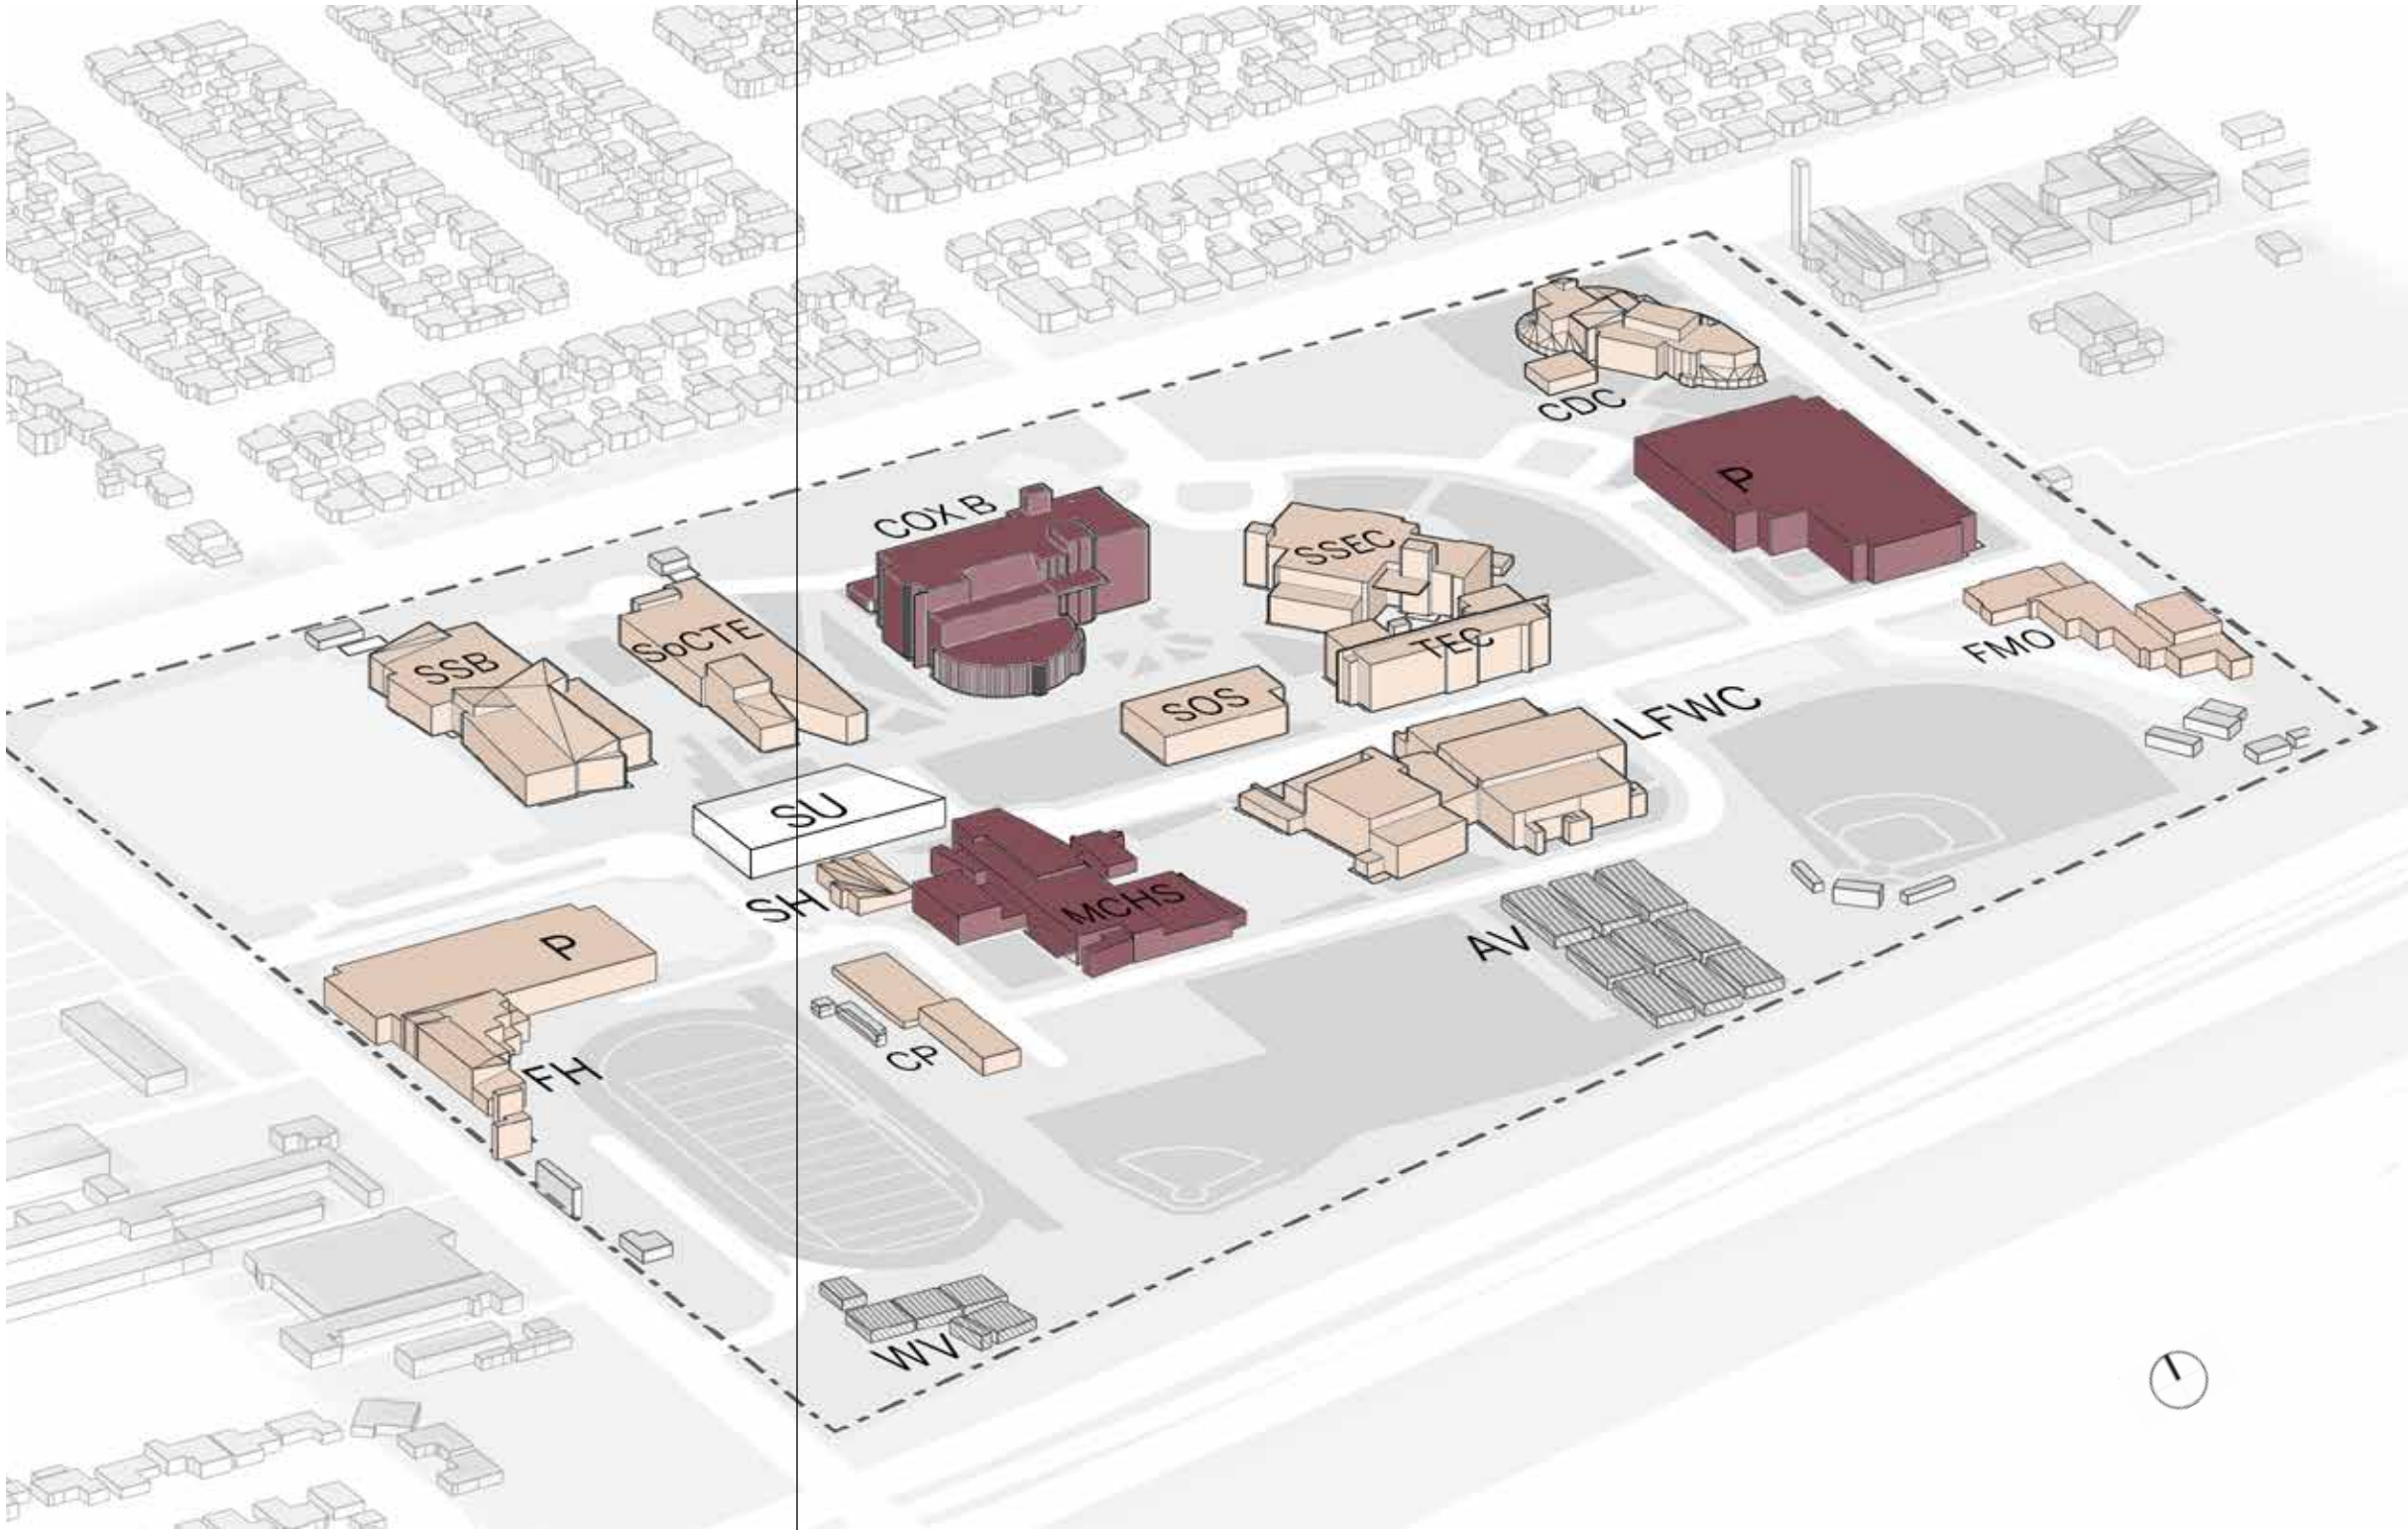 CDC
P
COX B
SSEC
SoCTE
TEC
SSB
FMO
SOS
LFWC
SU
SH
MCHS
P
AV
CP
FH
WV